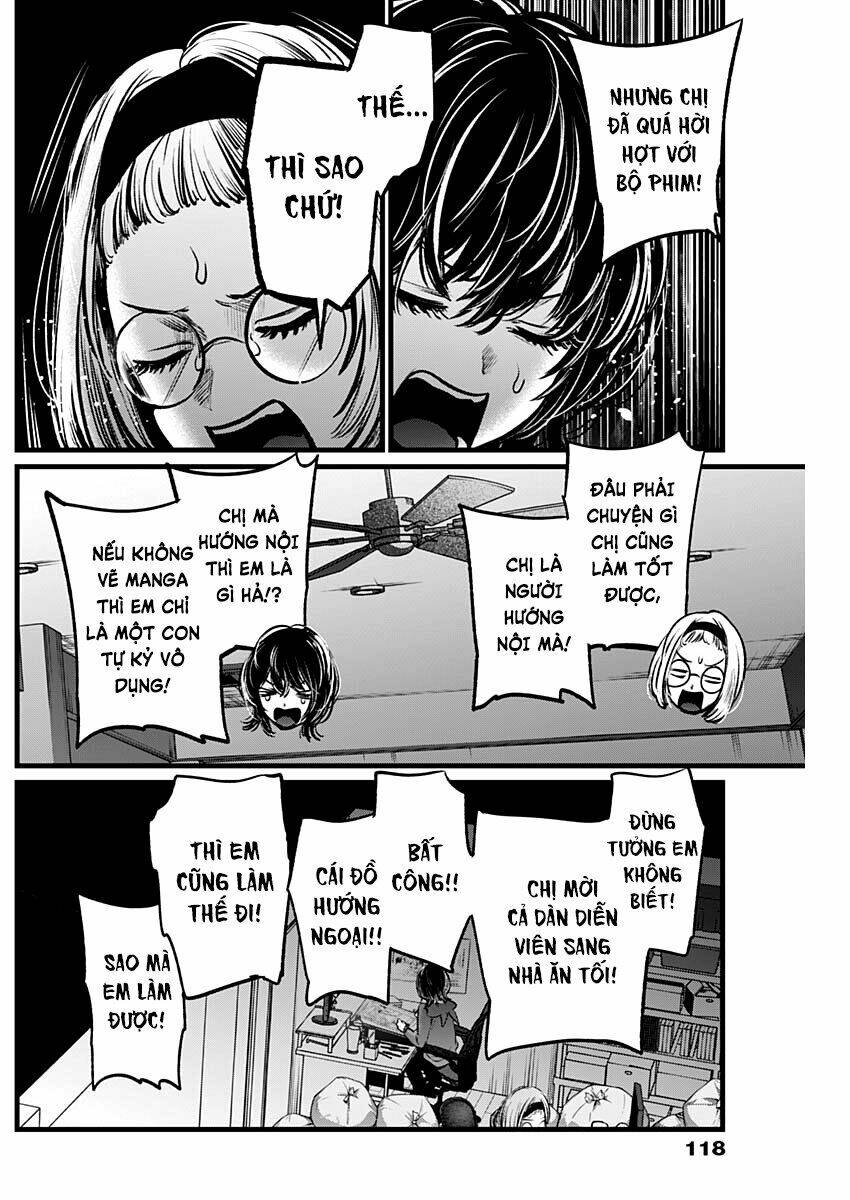 NHƯNG CHỊ
ĐÃ QUÁ HỜI
HỢT VỚI
BỘ PHIM!
THẾ...
THÌ SAO
CHỨ!
ĐÂU PHẢI
CHUYỆN GÌ
CHỊ CŨNG
LÀM TỐT
ĐƯỢC,
CHỊ LÀ
NGƯỜI
HƯỚNG
NỘI MÀ!
CHỊ MÀ
HƯỚNG NỘI
THÌ EM LÀ
GÌ HẢ!?
NẾU KHÔNG
VẼ MANGA
THÌ EM CHỈ
LÀ MỘT CON
TỰ KỶ VÔ
DỤNG!
ĐỪNG
TƯỞNG EM
KHÔNG
BIẾT!
CHỊ MỜI
CẢ DÀN DIỄN
VIÊN SANG
NHÀ ĂN TỐI!
BẤT
CÔNG!!
CÁI ĐỒ
HƯỚNG
NGOẠI!!
THÌ EM
CŨNG LÀM
THẾ ĐI!
SAO MÀ
EM LÀM
ĐƯỢC!
118